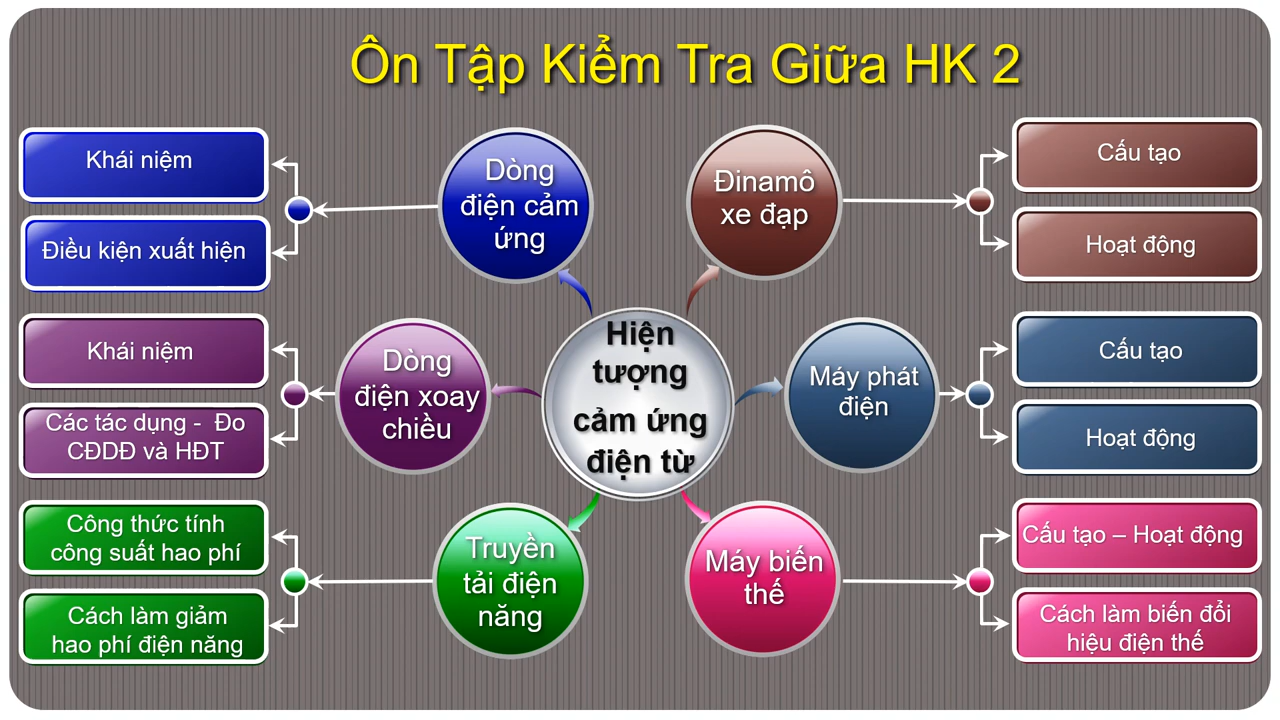 Ôn Tập Kiểm Tra Giữa HK 2
Hiện
tượng
cảm ứng
điện từ
Dòng
điện cảm
ứng
Khái niệm
Điều kiện xuất hiện
Dòng
điện xoay
chiều
Khái niệm
Các tác dụng - Đo
CĐDĐ và HĐT
Truyền
tải điện
năng
Công thức tính
công suất hao phí
Cách làm giảm
hao phí điện năng
Đinamô
xe đạp
Cấu tạo
Hoạt động
Máy phát
điện
Cấu tạo
Hoạt động
Máy biến
thế
Cấu tạo – Hoạt động
Cách làm biến đổi
hiệu điện thế